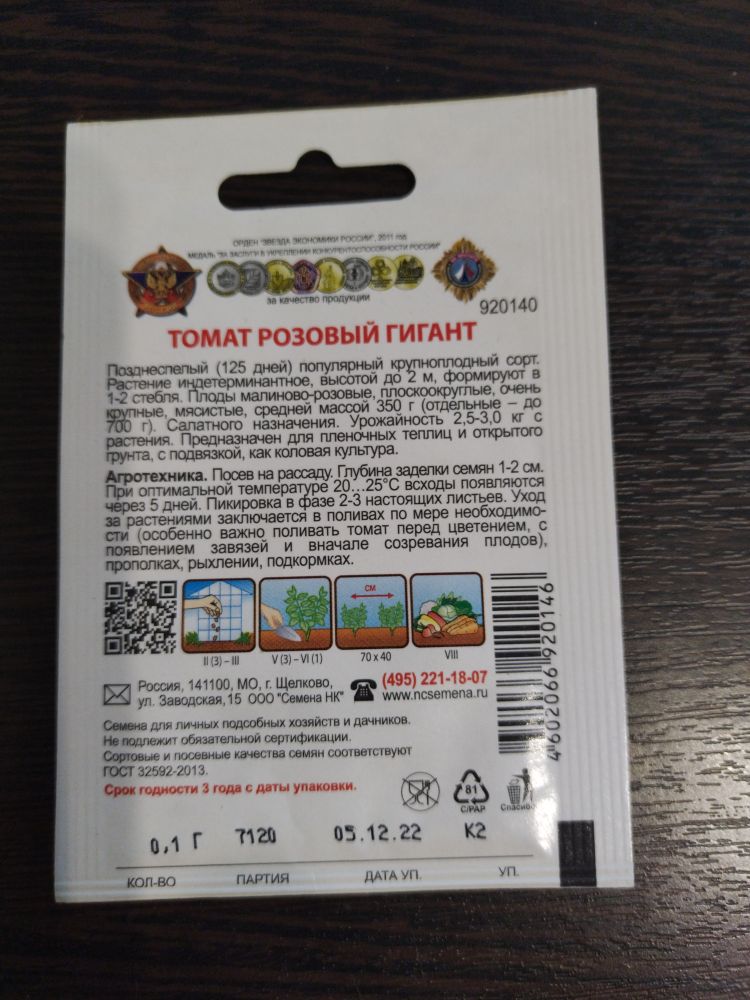 ОРДЕН "ЗВЕЗДА ЭКОНОМИКИ РОССИИ", 2011 год
МЕДАЛЬ "ЗА ЗАСЛУГИ В УКРЕПЛЕНИИ КОНКУРЕНТОСПОСОБНОСТИ РОССИИ"
за качество продукции
920140
ТОМАТ РОЗОВЫЙ ГИГАНТ
Позднеспелый (125 дней) популярный крупноплодный сорт.
Растение индетерминантное, высотой до 2 м, формируют в
1-2 стебля. Плоды малиново-розовые, плоскоокруглые, очень
крупные, мясистые, средней массой 350 г (отдельные – до
700 г). Салатного назначения. Урожайность 2,5-3,0 кг с
растения. Предназначен для пленочных теплиц и открытого
грунта, с подвязкой, как коловая культура.
Агротехника. Посев на рассаду. Глубина заделки семян 1-2 см.
При оптимальной температуре 20...25°С всходы появляются
через 5 дней. Пикировка в фазе 2-3 настоящих листьев. Уход
за растениями заключается в поливах по мере необходимо-
сти (особенно важно поливать томат перед цветением, с
появлением завязей и вначале созревания плодов),
прополках, рыхлении, подкормках.
СМ
II (3) – III V (3) – VI (1) 70 x 40 VIII
Россия, 141100, МО, г. Щелково,
ул. Заводская,15 ООО "Семена НК"
(495) 221-18-07
www.ncsemena.ru
4 602066 920146
Семена для личных подсобных хозяйств и дачников.
Не подлежит обязательной сертификации.
Сортовые и посевные качества семян соответствуют
ГОСТ 32592-2013.
Срок годности 3 года с даты упаковки.
81
C/PAP
Спасибо
0,1 Г 7120 05.12.22 К2
КОЛ-ВО ПАРТИЯ ДАТА УП. УП.